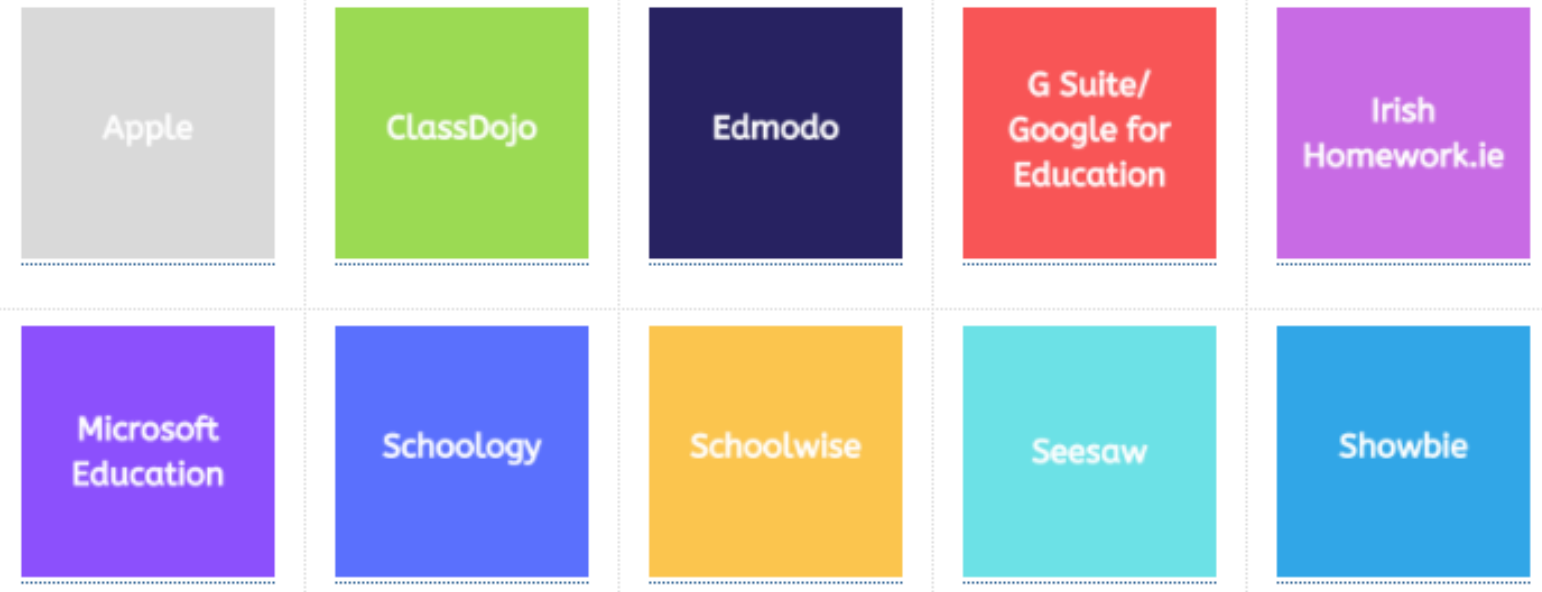 Apple
ClassDojo
Edmodo
G Suite/
Google for
Education
Irish
Homework.ie
Microsoft
Education
Schoology
Schoolwise
Seesaw
Showbie